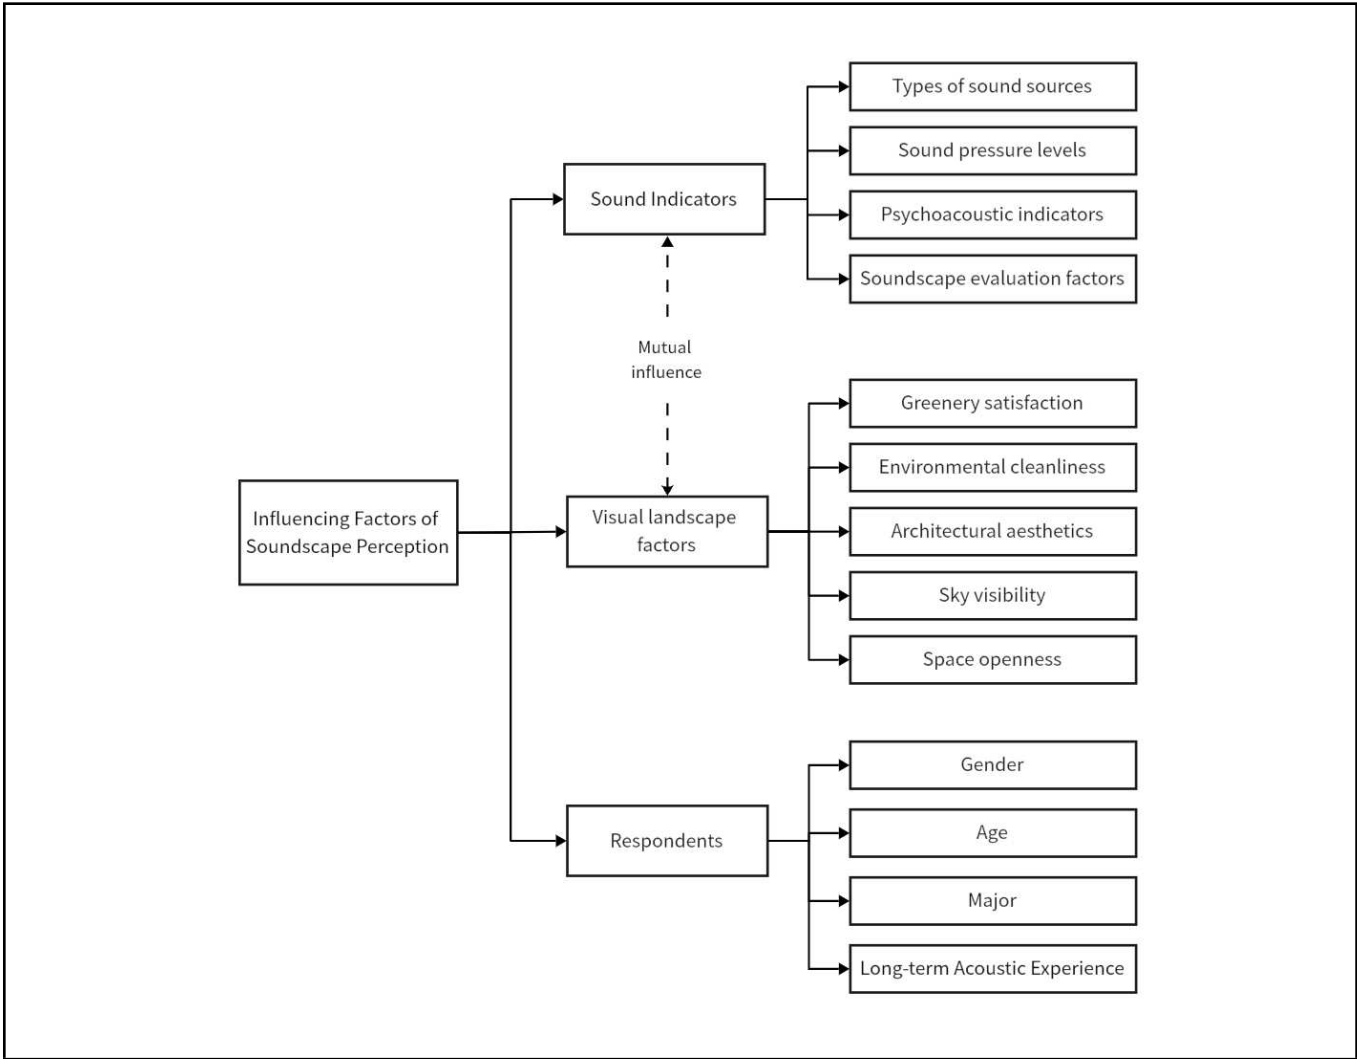 Types of sound sources
Sound pressure levels
Sound Indicators
Psychoacoustic indicators
Soundscape evaluation factors
Mutual
influence
Greenery satisfaction
Environmental cleanliness
Influencing Factors of
Soundscape Perception
Visual landscape
factors
Architectural aesthetics
Sky visibility
Space openness
Gender
Respondents
Age
Major
Long-term Acoustic Experience